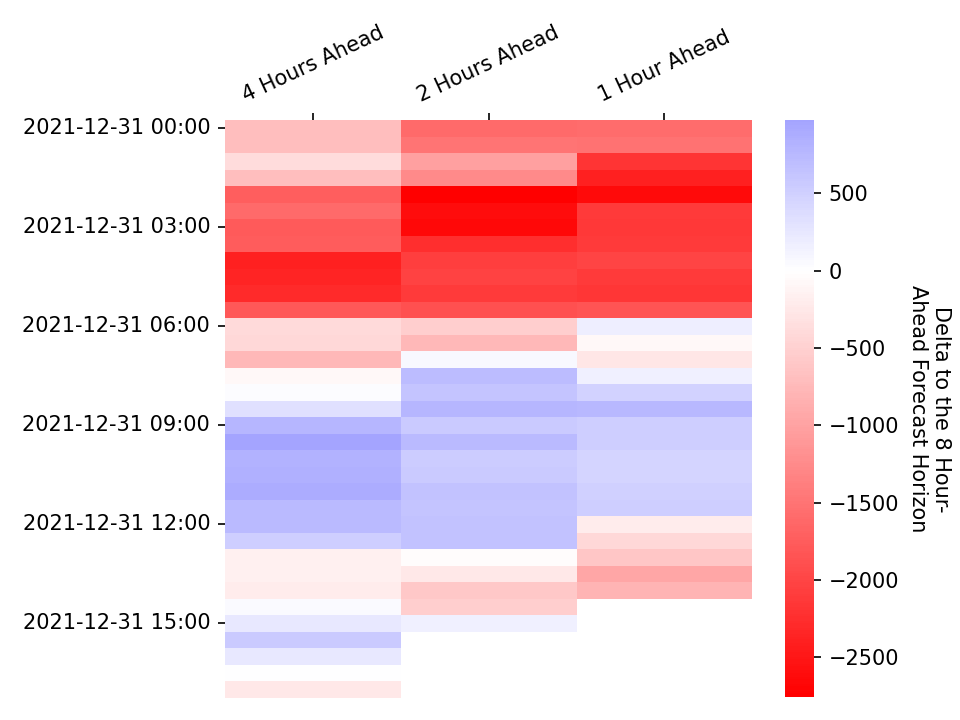 4 Hours Ahead
2 Hours Ahead
1 Hour Ahead
2021-12-31 00:00
2021-12-31 03:00
2021-12-31 06:00
2021-12-31 09:00
2021-12-31 12:00
2021-12-31 15:00
500
0
−500
−1000
−1500
−2000
−2500
Delta to the 8 Hour-
Ahead Forecast Horizon